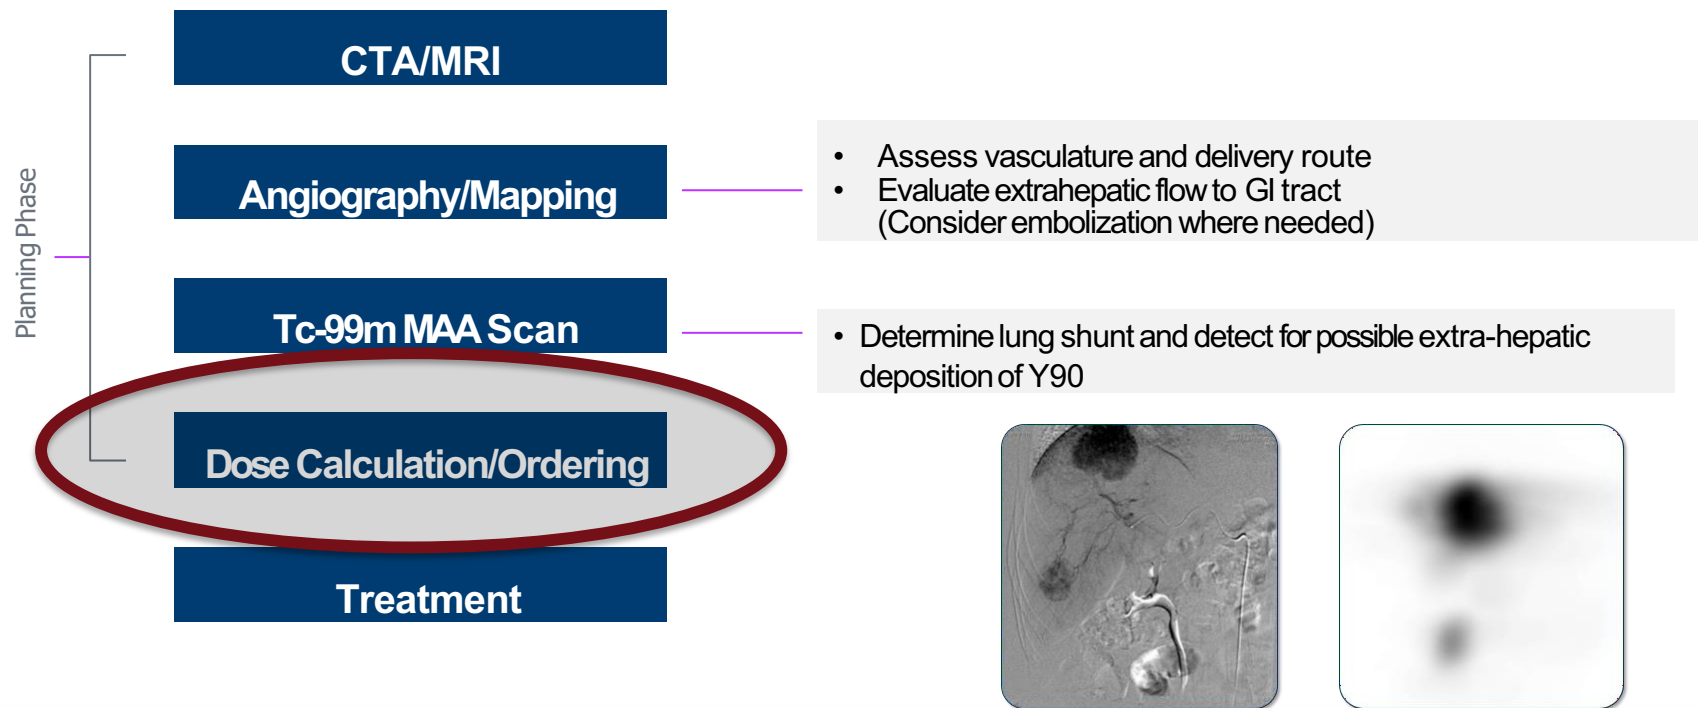 Planning Phase
CTA/MRI
Angiography/Mapping
• Assess vasculature and delivery route
• Evaluate extrahepatic flow to GI tract
(Consider embolization where needed)
Tc-99m MAA Scan
• Determine lung shunt and detect for possible extra-hepatic
deposition of Y90
Dose Calculation/Ordering
Treatment